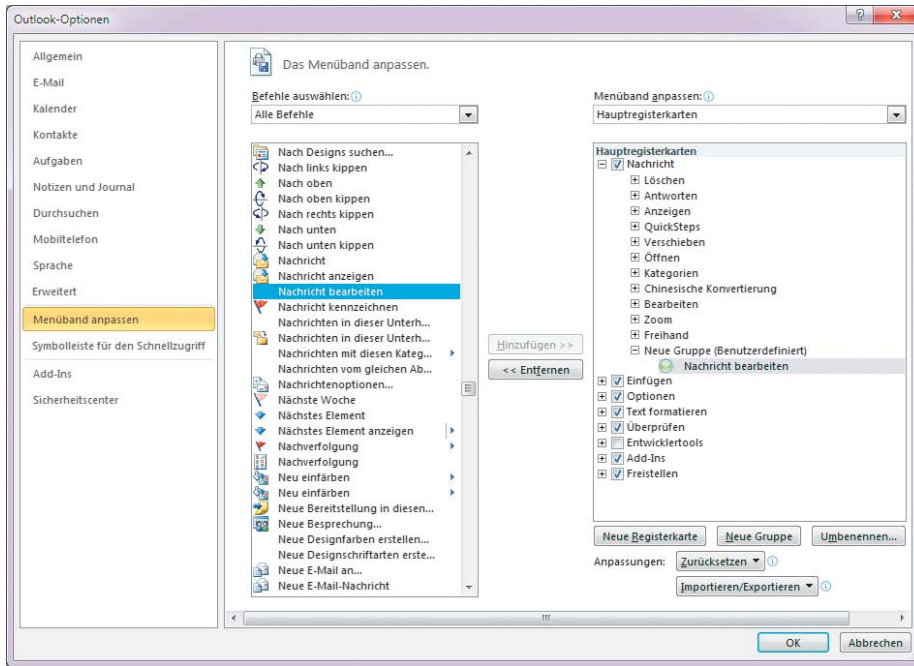 Outlook-Optionen
Allgemein
E-Mail
Kalender
Kontakte
Aufgaben
Notizen und Journal
Durchsuchen
Mobiltelefon
Sprache
Erweitert
Menüband anpassen
Symbolleiste für den Schnellzugriff
Add-Ins
Sicherheitscenter
Das Menüband anpassen.
Befehle auswählen:
Alle Befehle
Nach Designs suchen...
Nach links kippen
Nach oben
Nach oben kippen
Nach rechts kippen
Nach unten
Nach unten kippen
Nachricht
Nachricht anzeigen
Nachricht bearbeiten
Nachricht kennzeichnen
Nachrichten in dieser Unterh...
Nachrichten in dieser Unterh...
Nachrichten mit diesen Kateg...
Nachrichten vom gleichen Ab...
Nachrichtenoptionen...
Nächste Woche
Nächstes Element
Nächstes Element anzeigen
Nachverfolgung
Nachverfolgung
Neu einfärben
Neu einfärben
Neue Bereitstellung in diesen...
Neue Besprechung...
Neue Designfarben erstellen...
Neue Designschriftarten erste...
Neue E-Mail an...
Neue E-Mail-Nachricht
Hinzufügen >>
<< Entfernen
Menüband anpassen:
Hauptregisterkarten
Hauptregisterkarten
Nachricht
Löschen
Antworten
Anzeigen
QuickSteps
Verschieben
Öffnen
Kategorien
Chinesische Konvertierung
Bearbeiten
Zoom
Freihand
Neue Gruppe (Benutzerdefiniert)
Nachricht bearbeiten
Einfügen
Optionen
Text formatieren
Überprüfen
Entwicklertools
Add-Ins
Freistellen
Neue Registerkarte Neue Gruppe Umbenennen...
Anpassungen: Zurücksetzen
Importieren/Exportieren
OK Abbrechen